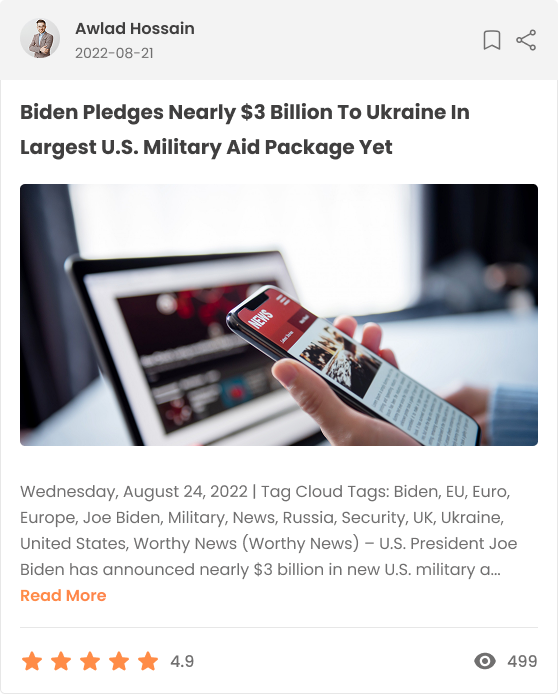 Awlad Hossain
2022-08-21
Biden Pledges Nearly $3 Billion To Ukraine In
Largest U.S. Military Aid Package Yet
NEWS
Wednesday, August 24, 2022 | Tag Cloud Tags: Biden, EU, Euro,
Europe, Joe Biden, Military, News, Russia, Security, UK, Ukraine,
United States, Worthy News (Worthy News) – U.S. President Joe
Biden has announced nearly $3 billion in new U.S. military a...
Read More
4.9
499